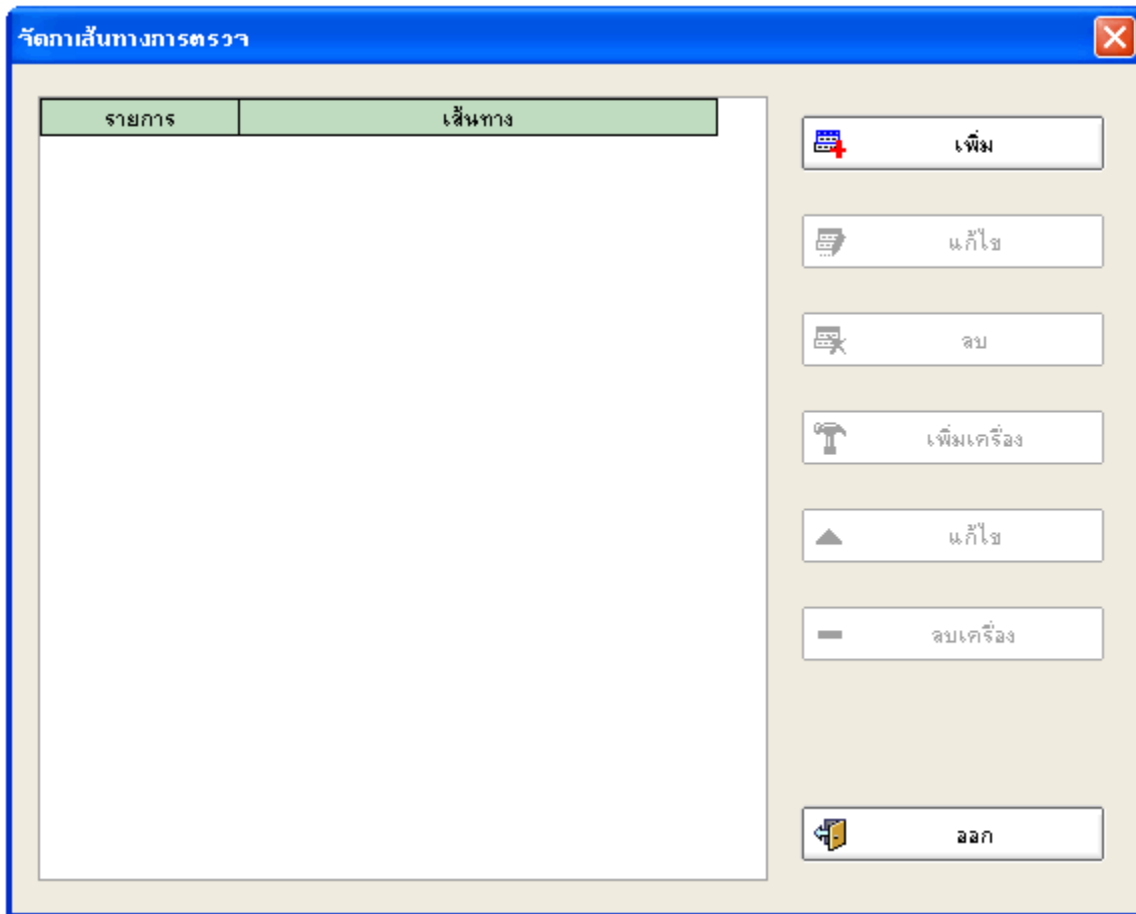 จัดกาเส้นทางการตรวจ
รายการ เส้นทาง
เพิ่ม
แก้ไข
ลบ
เพิ่มเครื่อง
แก้ไข
ลบเครื่อง
ออก